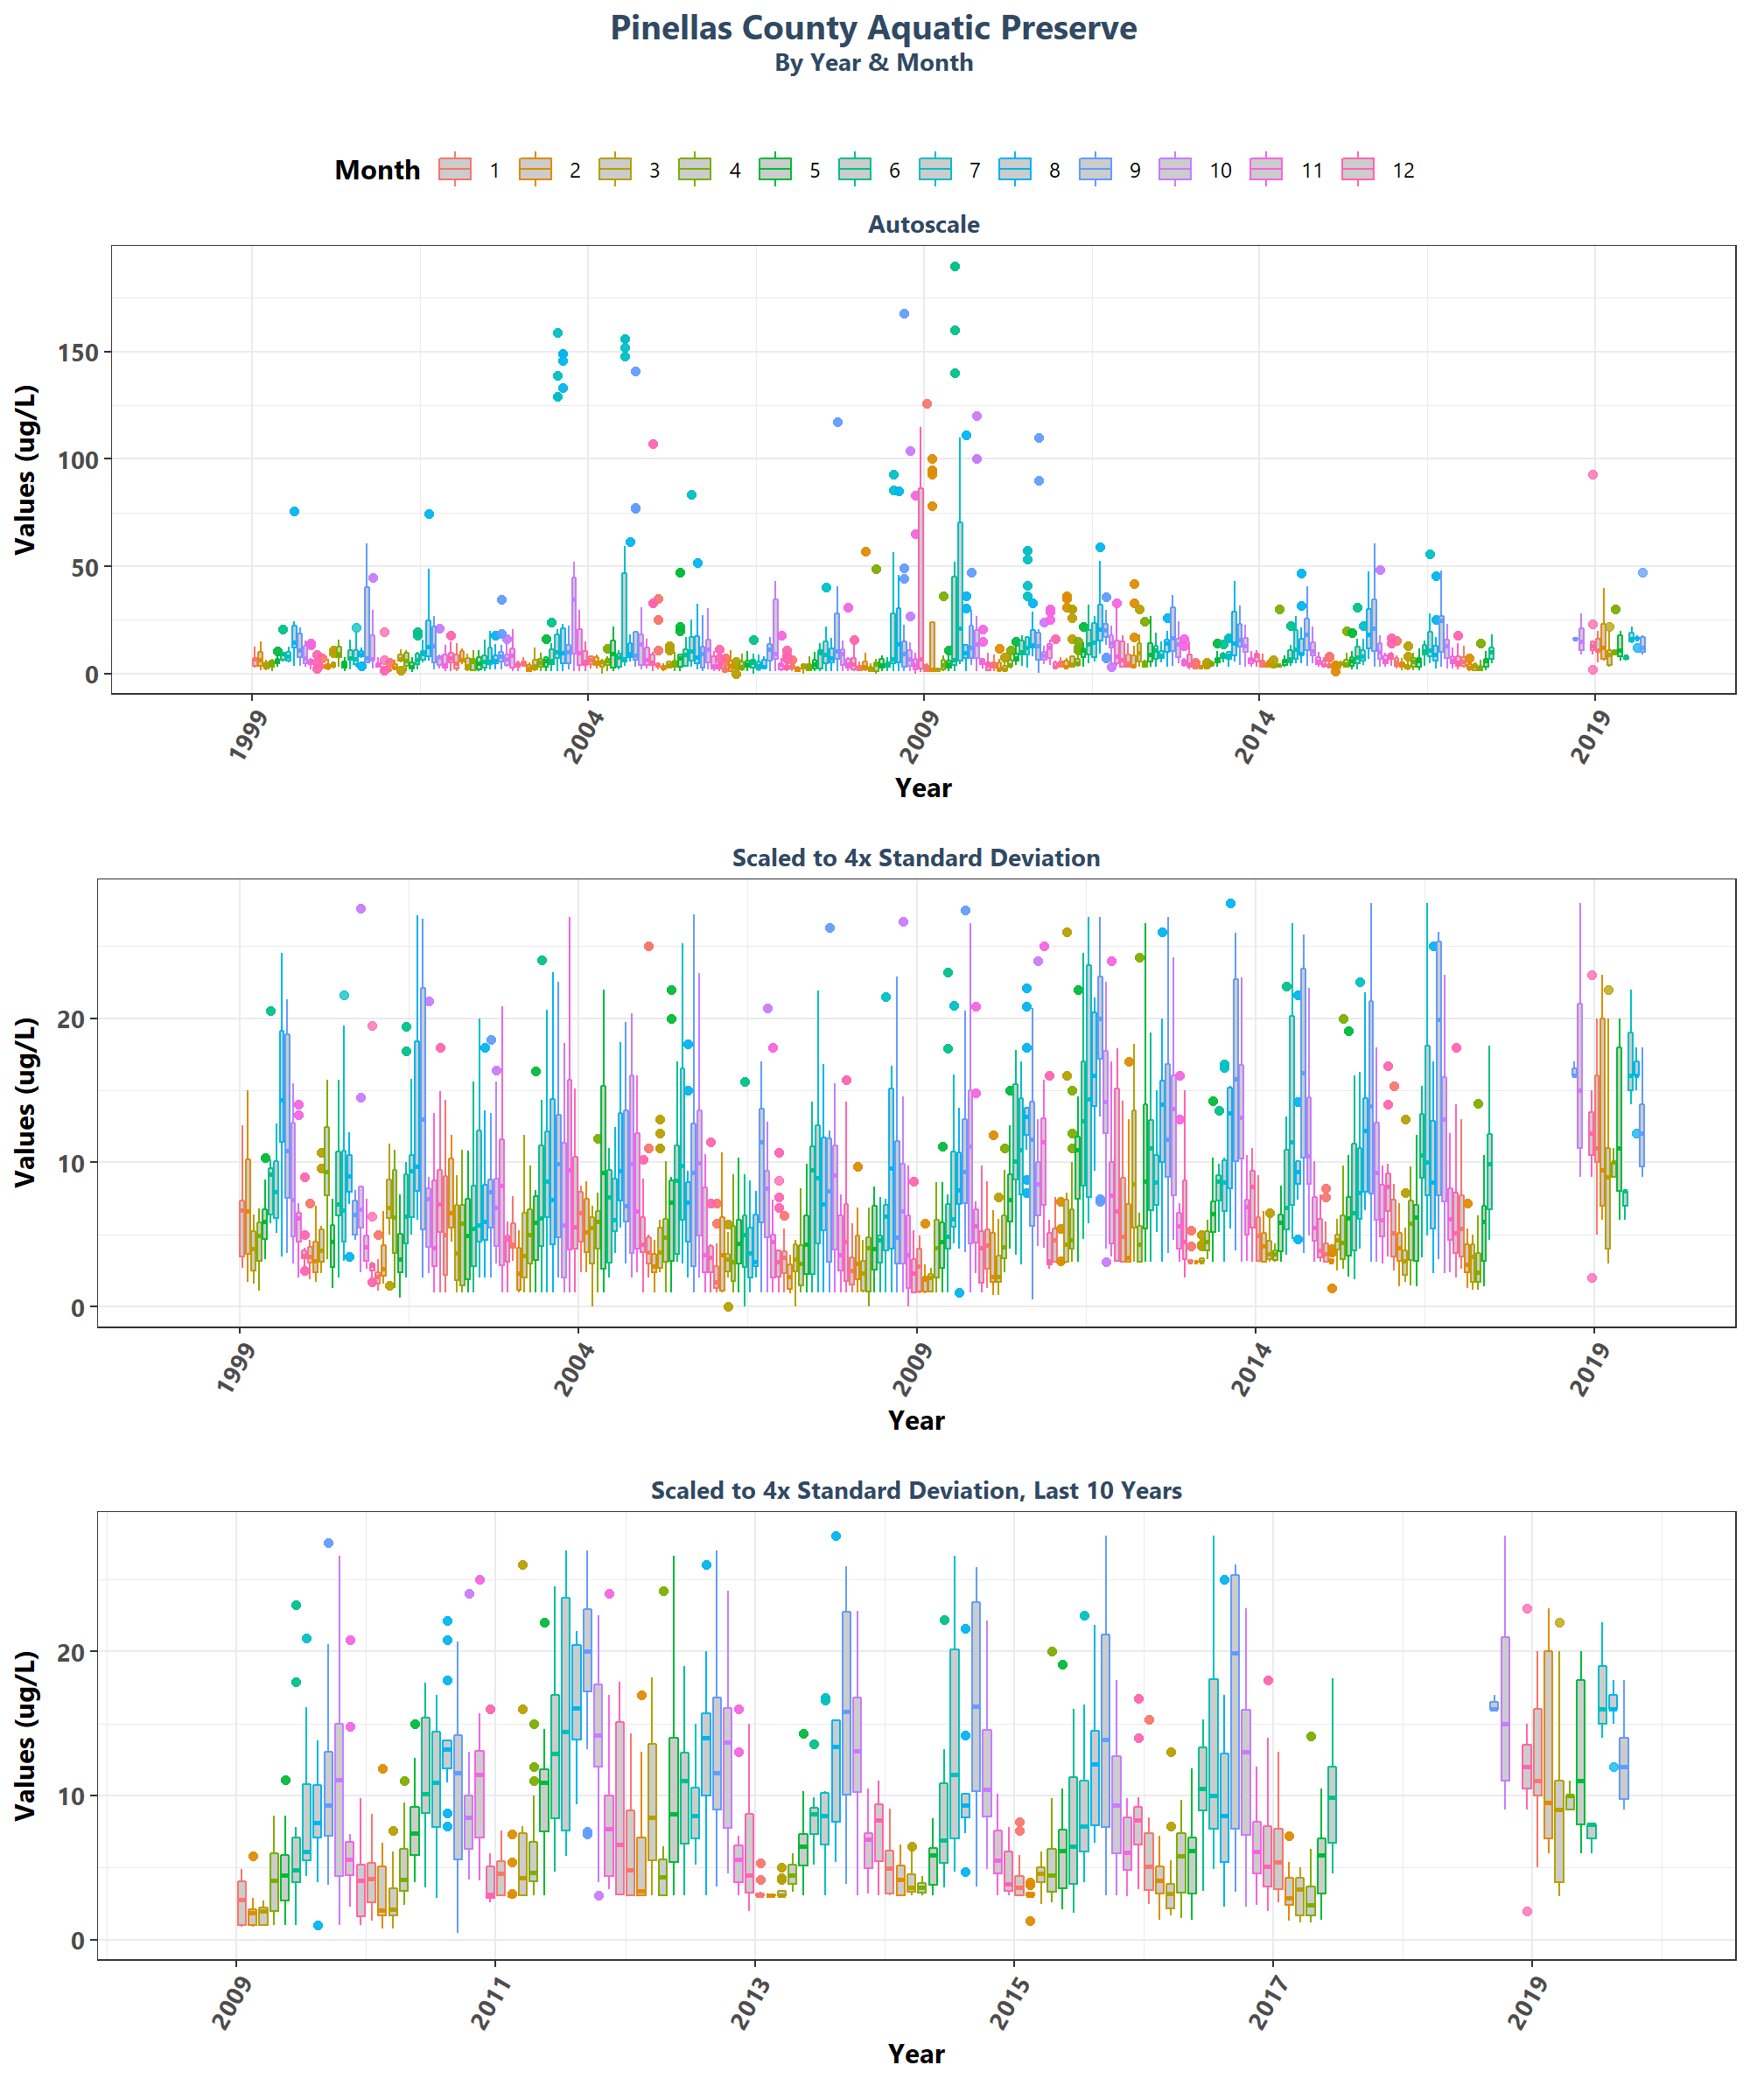 Pinellas County Aquatic Preserve
By Year & Month
Month 1 2 3 4 5 6 7 8 9 10 11 12
Autoscale
Values (ug/L)
150
100
50
0
1999 2004 2009 2014 2019
Year
Scaled to 4x Standard Deviation
Values (ug/L)
20
10
0
1999 2004 2009 2014 2019
Year
Scaled to 4x Standard Deviation, Last 10 Years
Values (ug/L)
20
10
0
2009 2011 2013 2015 2017 2019
Year